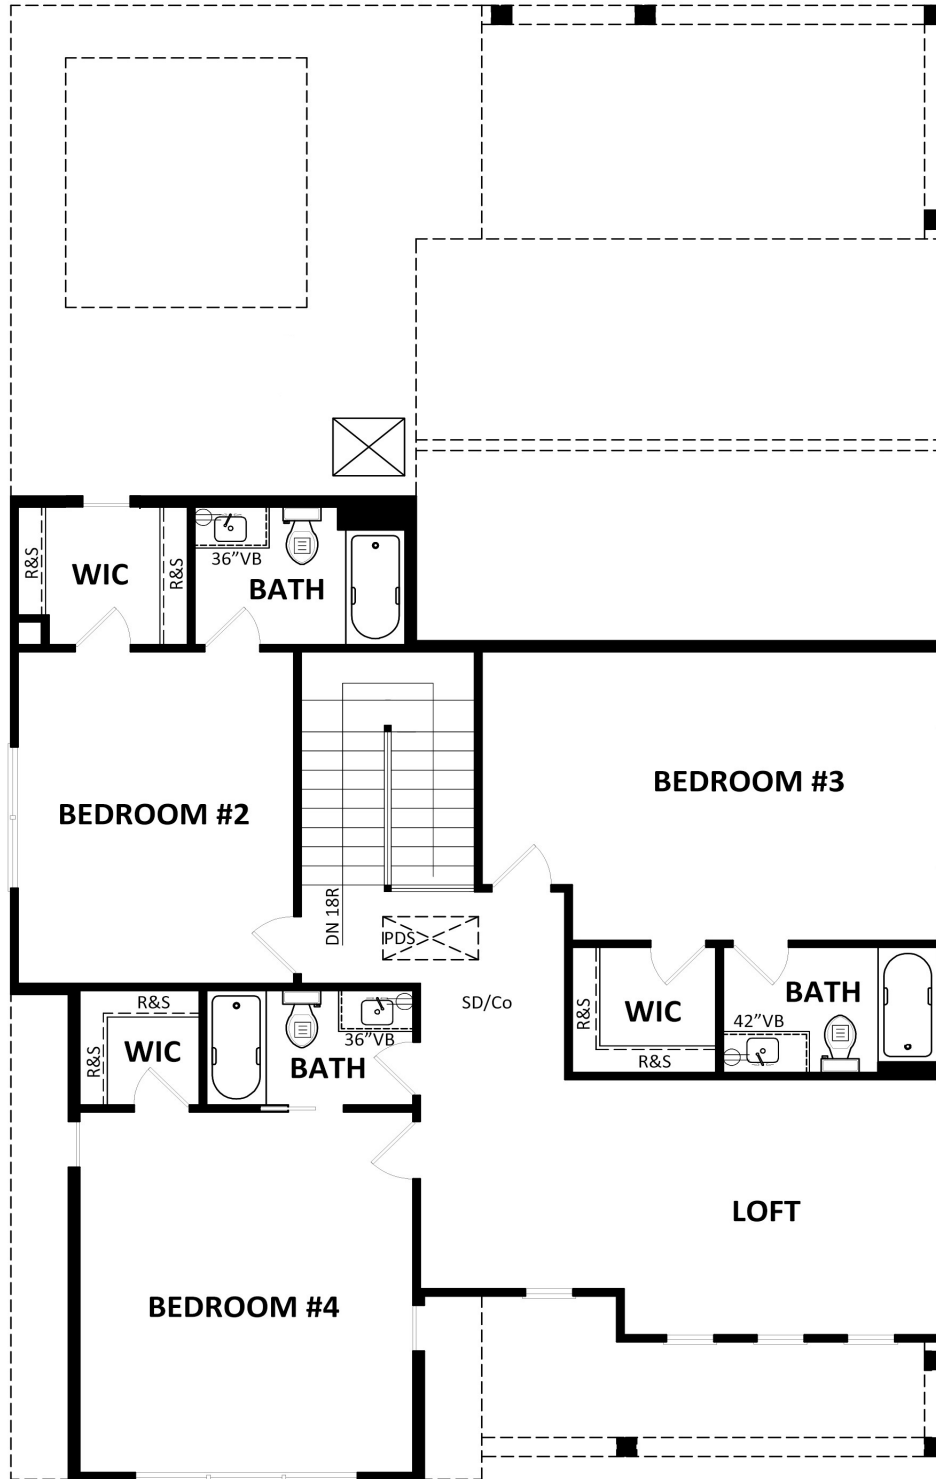 R&S
WIC
R&S
36”VB
BATH
BEDROOM #2
BEDROOM #3
DN 18R
PDS
SD/Co
R&S
R&S
WIC
36”VB
BATH
R&S
WIC
R&S
BATH
42”VB
LOFT
BEDROOM #4